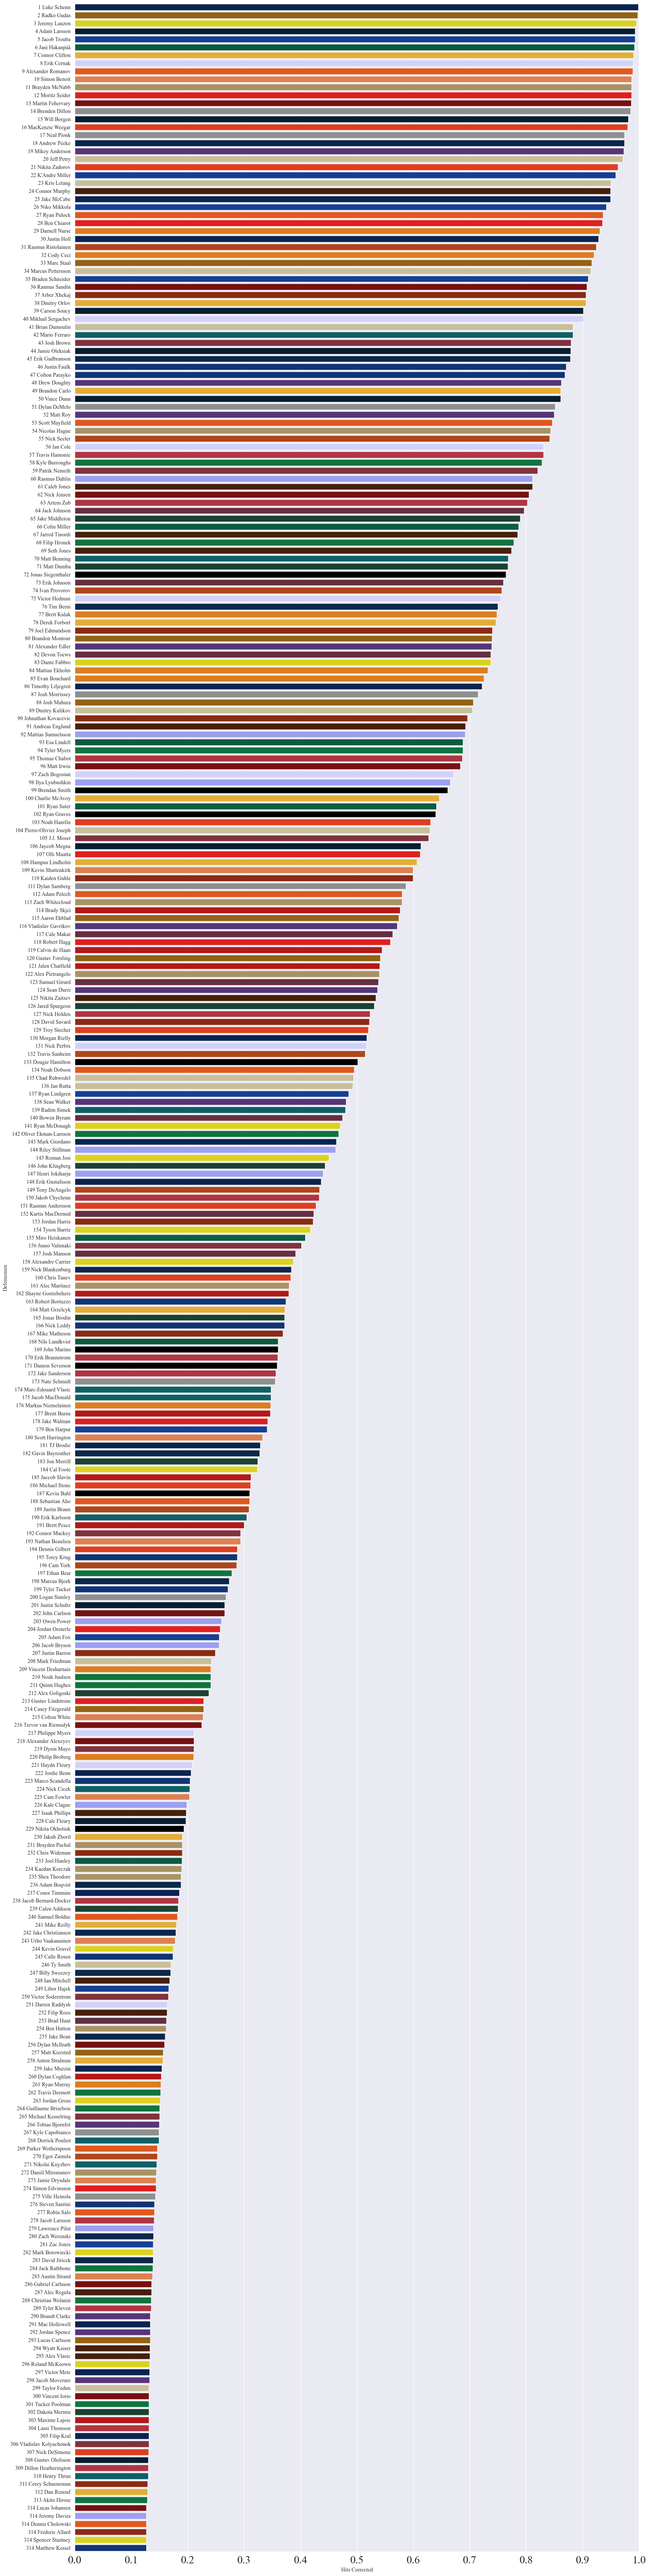 1 Luke Schenn
2 Radko Gudas
3 Jeremy Lauzon
4 Adam Larsson
5 Jacob Trouba
6 Jani Hakanpää
7 Connor Clifton
8 Erik Cernak
9 Alexander Romanov
10 Simon Benoit
11 Brayden McNabb
12 Moritz Seider
13 Martin Fehervary
14 Brenden Dillon
15 Will Borgen
16 MacKenzie Weegar
17 Neal Pionk
18 Andrew Peeke
19 Mikey Anderson
20 Jeff Petry
21 Nikita Zadorov
22 K'Andre Miller
23 Kris Letang
24 Connor Murphy
25 Jake McCabe
26 Niko Mikkola
27 Ryan Pulock
28 Ben Chiarot
29 Darnell Nurse
30 Justin Holl
31 Rasmus Ristolainen
32 Cody Ceci
33 Marc Staal
34 Marcus Pettersson
35 Braden Schneider
36 Rasmus Sandin
37 Arber Xhekaj
38 Dmitry Orlov
39 Carson Soucy
40 Mikhail Sergachev
41 Brian Dumoulin
42 Mario Ferraro
43 Josh Brown
44 Jamie Oleksiak
45 Erik Gudbranson
46 Justin Faulk
47 Colton Parayko
48 Drew Doughty
49 Brandon Carlo
50 Vince Dunn
51 Dylan DeMelo
52 Matt Roy
53 Scott Mayfield
54 Nicolas Hague
55 Nick Seeler
56 Ian Cole
57 Travis Hamonic
58 Kyle Burroughs
59 Patrik Nemeth
60 Rasmus Dahlin
61 Caleb Jones
62 Nick Jensen
63 Artem Zub
64 Jack Johnson
65 Jake Middleton
66 Colin Miller
67 Jarred Tinordi
68 Filip Hronek
69 Seth Jones
70 Matt Benning
71 Matt Dumba
72 Jonas Siegenthaler
73 Erik Johnson
74 Ivan Provorov
75 Victor Hedman
76 Tim Berni
77 Brett Kulak
78 Derek Forbort
79 Joel Edmundson
80 Brandon Montour
81 Alexander Edler
82 Devon Toews
83 Dante Fabbro
84 Mattias Ekholm
85 Evan Bouchard
86 Timothy Liljegren
87 Josh Morrissey
88 Josh Mahura
89 Dmitry Kulikov
90 Johnathan Kovacevic
91 Andreas Englund
92 Mattias Samuelsson
93 Esa Lindell
94 Tyler Myers
95 Thomas Chabot
96 Matt Irwin
97 Zach Bogosian
98 Ilya Lyubushkin
99 Brendan Smith
100 Charlie McAvoy
101 Ryan Suter
102 Ryan Graves
103 Noah Hanifin
104 Pierre-Olivier Joseph
105 J.J. Moser
106 Jaycob Megna
107 Olli Maatta
108 Hampus Lindholm
109 Kevin Shattenkirk
110 Kaiden Guhle
111 Dylan Samberg
112 Adam Pelech
113 Zach Whitecloud
114 Brady Skjei
115 Aaron Ekblad
116 Vladislav Gavrikov
117 Cale Makar
118 Robert Hagg
119 Calvin de Haan
120 Gustav Forsling
121 Jalen Chatfield
122 Alex Pietrangelo
123 Samuel Girard
124 Sean Durzi
125 Nikita Zaitsev
126 Jared Spurgeon
127 Nick Holden
128 David Savard
129 Troy Stecher
130 Morgan Rielly
131 Nick Perbix
132 Travis Sanheim
133 Dougie Hamilton
134 Noah Dobson
135 Chad Ruhwedel
136 Jan Rutta
137 Ryan Lindgren
138 Sean Walker
139 Radim Simek
140 Bowen Byram
141 Ryan McDonagh
142 Oliver Ekman-Larsson
143 Mark Giordano
144 Riley Stillman
145 Roman Josi
146 John Klingberg
147 Henri Jokiharju
148 Erik Gustafsson
149 Tony DeAngelo
150 Jakob Chychrun
151 Rasmus Andersson
152 Kurtis MacDermid
153 Jordan Harris
154 Tyson Barrie
155 Miro Heiskanen
156 Juuso Valimaki
157 Josh Manson
158 Alexandre Carrier
159 Nick Blankenburg
160 Chris Tanev
161 Alec Martinez
162 Shayne Gostisbehere
163 Robert Bortuzzo
164 Matt Grzelcyk
165 Jonas Brodin
166 Nick Leddy
167 Mike Matheson
168 Nils Lundkvist
169 John Marino
170 Erik Brannstrom
171 Damon Severson
172 Jake Sanderson
173 Nate Schmidt
174 Marc-Edouard Vlasic
175 Jacob MacDonald
176 Markus Niemelainen
177 Brent Burns
178 Jake Walman
179 Ben Harpur
180 Scott Harrington
181 TJ Brodie
182 Gavin Bayreuther
183 Jon Merrill
184 Cal Foote
185 Jaccob Slavin
186 Michael Stone
187 Kevin Bahl
188 Sebastian Aho
189 Justin Braun
190 Erik Karlsson
191 Brett Pesce
192 Connor Mackey
193 Nathan Beaulieu
194 Dennis Gilbert
195 Torey Krug
196 Cam York
197 Ethan Bear
198 Marcus Bjork
199 Tyler Tucker
200 Logan Stanley
201 Justin Schultz
202 John Carlson
203 Owen Power
204 Jordan Oesterle
205 Adam Fox
206 Jacob Bryson
207 Justin Barron
208 Mark Friedman
209 Vincent Desharnais
210 Noah Juulsen
211 Quinn Hughes
212 Alex Goligoski
213 Gustav Lindstrom
214 Casey Fitzgerald
215 Colton White
216 Trevor van Riemsdyk
217 Philippe Myers
218 Alexander Alexeyev
219 Dysin Mayo
220 Philip Broberg
221 Haydn Fleury
222 Jordie Benn
223 Marco Scandella
224 Nick Cicek
225 Cam Fowler
226 Kale Clague
227 Isaak Phillips
228 Cale Fleury
229 Nikita Okhotiuk
230 Jakub Zboril
231 Brayden Pachal
232 Chris Wideman
233 Joel Hanley
234 Kaedan Korczak
235 Shea Theodore
236 Adam Boqvist
237 Conor Timmins
238 Jacob Bernard-Docker
239 Calen Addison
240 Samuel Bolduc
241 Mike Reilly
242 Jake Christiansen
243 Urho Vaakanainen
244 Kevin Gravel
245 Calle Rosen
246 Ty Smith
247 Billy Sweezey
248 Ian Mitchell
249 Libor Hajek
250 Victor Soderstrom
251 Darren Raddysh
252 Filip Roos
253 Brad Hunt
254 Ben Hutton
255 Jake Bean
256 Dylan McIlrath
257 Matt Kiersted
258 Anton Stralman
259 Jake Muzzin
260 Dylan Coghlan
261 Ryan Murray
262 Travis Dermott
263 Jordan Gross
264 Guillaume Brisebois
265 Michael Kesselring
266 Tobias Bjornfot
267 Kyle Capobianco
268 Derrick Pouliot
269 Parker Wotherspoon
270 Egor Zamula
271 Nikolai Knyzhov
272 Daniil Miromanov
273 Jamie Drysdale
274 Simon Edvinsson
275 Ville Heinola
276 Steven Santini
277 Robin Salo
278 Jacob Larsson
279 Lawrence Pilut
280 Zach Werenski
281 Zac Jones
282 Mark Borowiecki
283 David Jiricek
284 Jack Rathbone
285 Austin Strand
286 Gabriel Carlsson
287 Alec Regula
288 Christian Wolanin
289 Tyler Kleven
290 Brandt Clarke
291 Mac Hollowell
292 Jordan Spence
293 Lucas Carlsson
294 Wyatt Kaiser
295 Alex Vlasic
296 Roland McKeown
297 Victor Mete
298 Jacob Moverare
299 Taylor Fedun
300 Vincent Iorio
301 Tucker Poolman
302 Dakota Mermis
303 Maxime Lajoie
304 Lassi Thomson
305 Filip Kral
306 Vladislav Kolyachonok
307 Nick DeSimone
308 Gustav Olofsson
309 Dillon Heatherington
310 Henry Thrun
311 Corey Schueneman
312 Dan Renouf
313 Akito Hirose
314 Lucas Johansen
314 Jeremy Davies
314 Dennis Cholowski
314 Frederic Allard
314 Spencer Stastney
314 Matthew Kessel
Defensemen
0.0 0.1 0.2 0.3 0.4 0.5 0.6 0.7 0.8 0.9 1.0
Hits Corrected